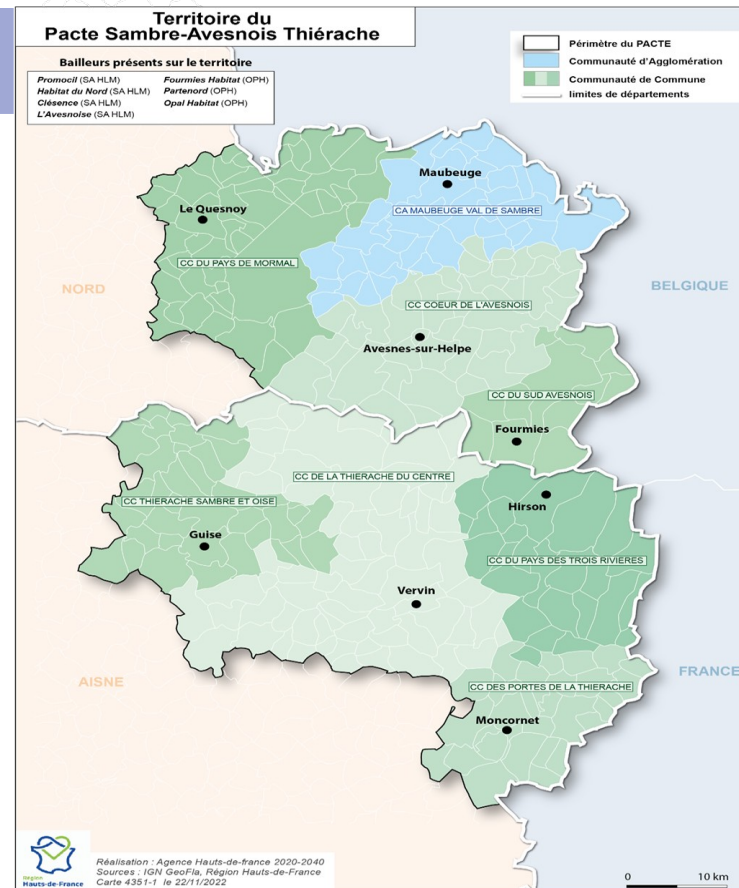 Territoire du
Pacte Sambre-Avesnois Thiérache
Bailleurs présents sur le territoire
Promocil (SA HLM)
Habitat du Nord (SA HLM)
Clésence (SA HLM)
L'Avesnoise (SA HLM)
Fourmies Habitat (OPH)
Partenord (OPH)
Opal Habitat (OPH)
Périmètre du PACTE
Communauté d'Agglomération
Communauté de Commune
limites de départements
Maubeuge
Le Quesnoy
CA MAUBEUGE VAL DE SAMBRE
CC DU PAYS DE MORMAL
NORD
BELGIQUE
CC COEUR DE L'AVESNOIS
Avesnes-sur-Helpe
CC DU SUD AVESNOIS
Fourmies
CC DE LA THIERACHE DU CENTRE
CC THIERACHE SAMBRE ET OISE
Hirson
Guise
CC DU PAYS DES TROIS RIVIERES
Vervin
AISNE
FRANCE
CC DES PORTES DE LA THIERACHE
Moncornet
Région
Hauts-de-France
Réalisation : Agence Hauts-de-france 2020-2040
Sources : IGN GeoFla, Région Hauts-de-France
Carte 4351-1 le 22/11/2022
0 10 km